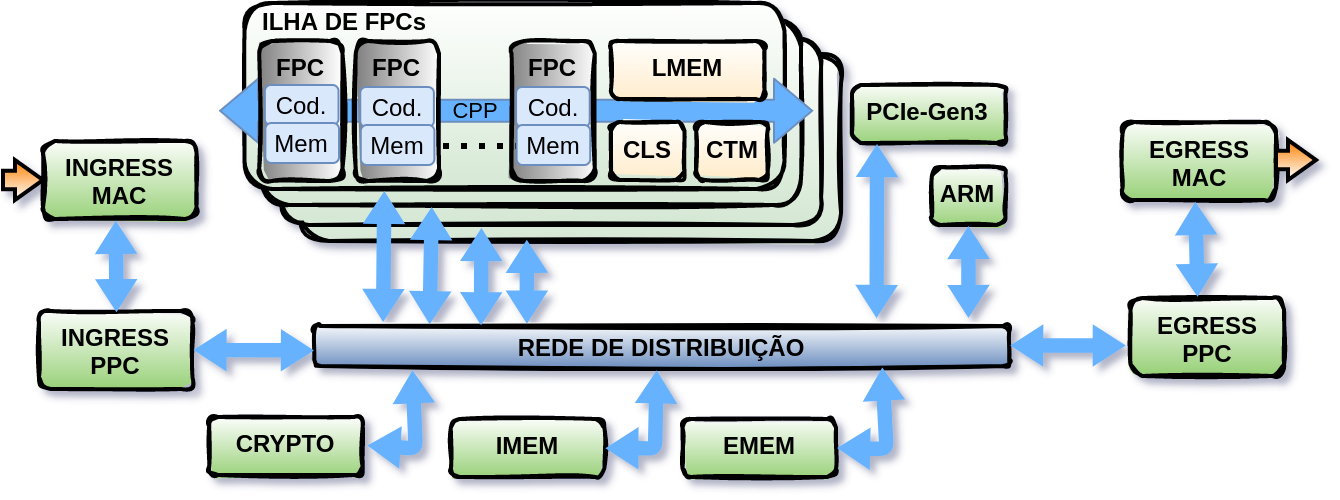 ILHA DE FPCs
FPC
Cod.
Mem
FPC
Cod.
Mem
CPP
FPC
Cod.
Mem
LMEM
CLS
CTM
PCIe-Gen3
ARM
INGRESS
MAC
EGRESS
MAC
INGRESS
PPC
REDE DE DISTRIBUIÇÃO
EGRESS
PPC
CRYPTO
IMEM
EMEM